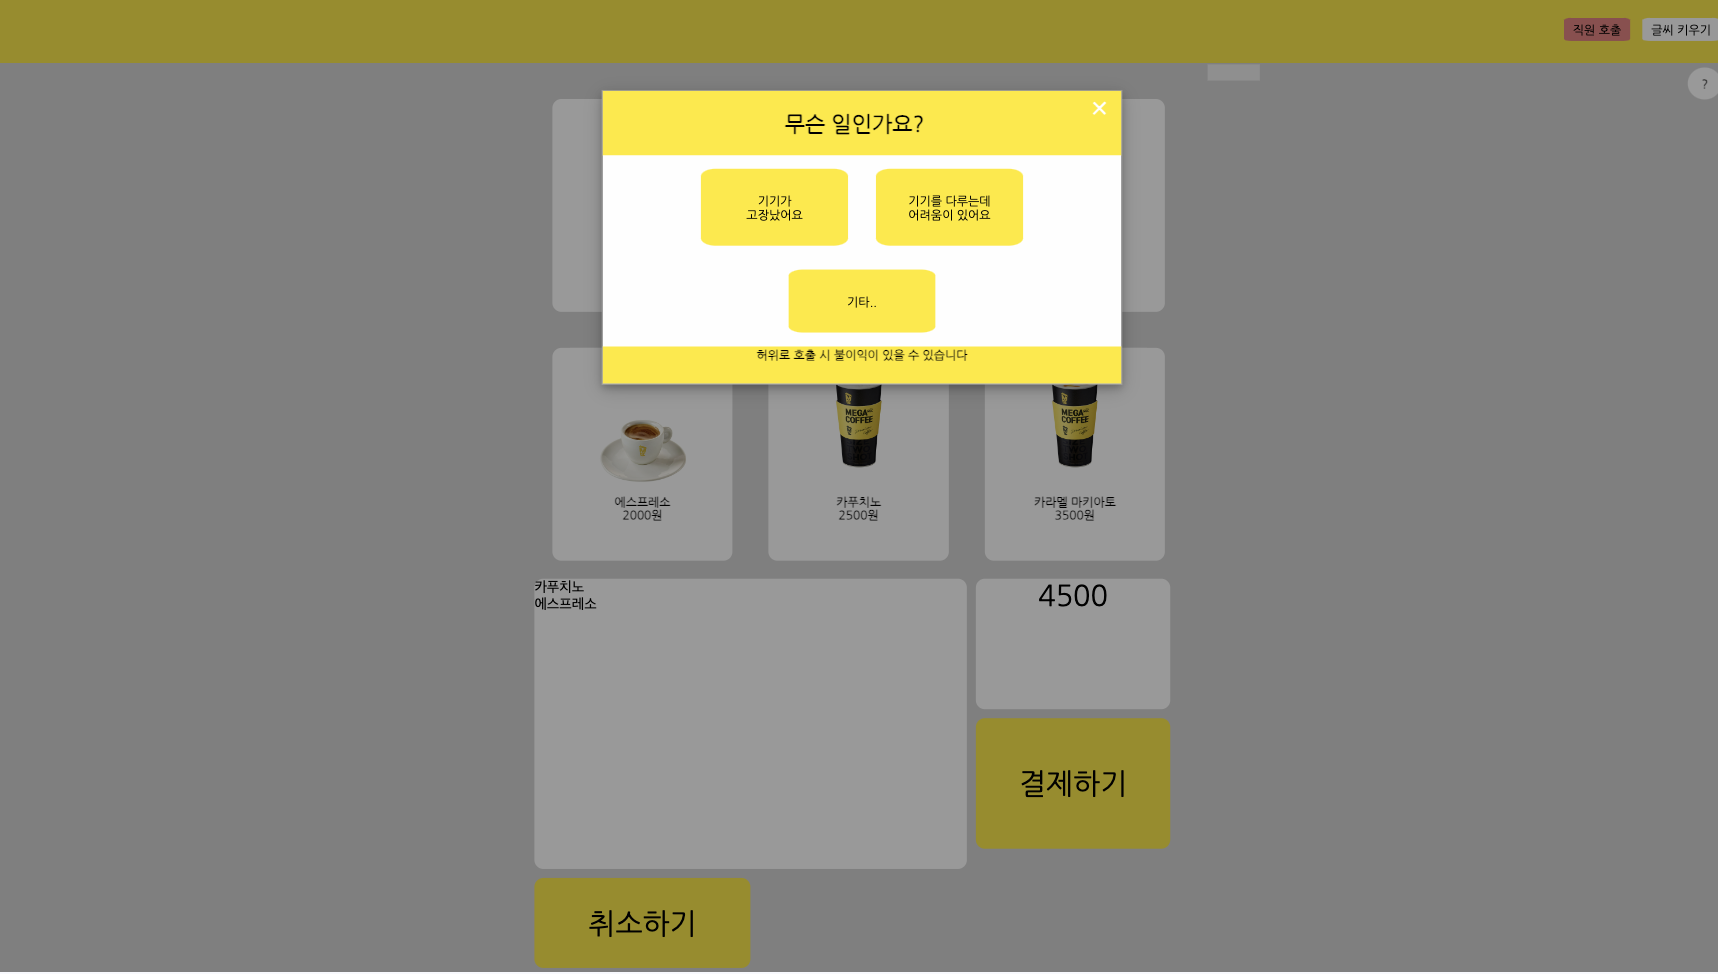 직원 호출
글씨 키우기
?
무슨 일인가요?
기기가
고장났어요
기기를 다루는데
어려움이 있어요
기타..
허위로 호출 시 불이익이 있을 수 있습니다
MEGA
COFFEE
MEGA
COFFEE
에스프레소
2000원
카푸치노
2500원
카라멜 마키아토
3500원
카푸치노
에스프레소
4500
결제하기
취소하기